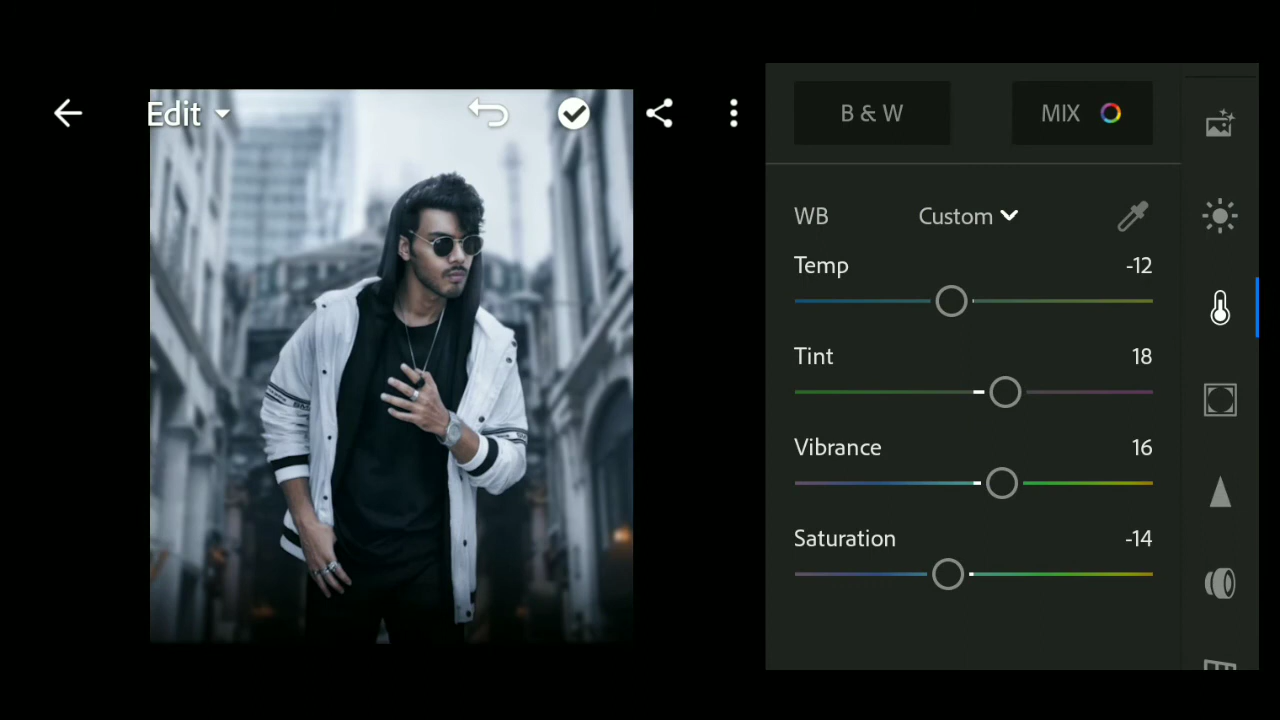 Edit
B & W
MIX
WB
Custom
Temp
-12
Tint
18
Vibrance
16
Saturation
-14